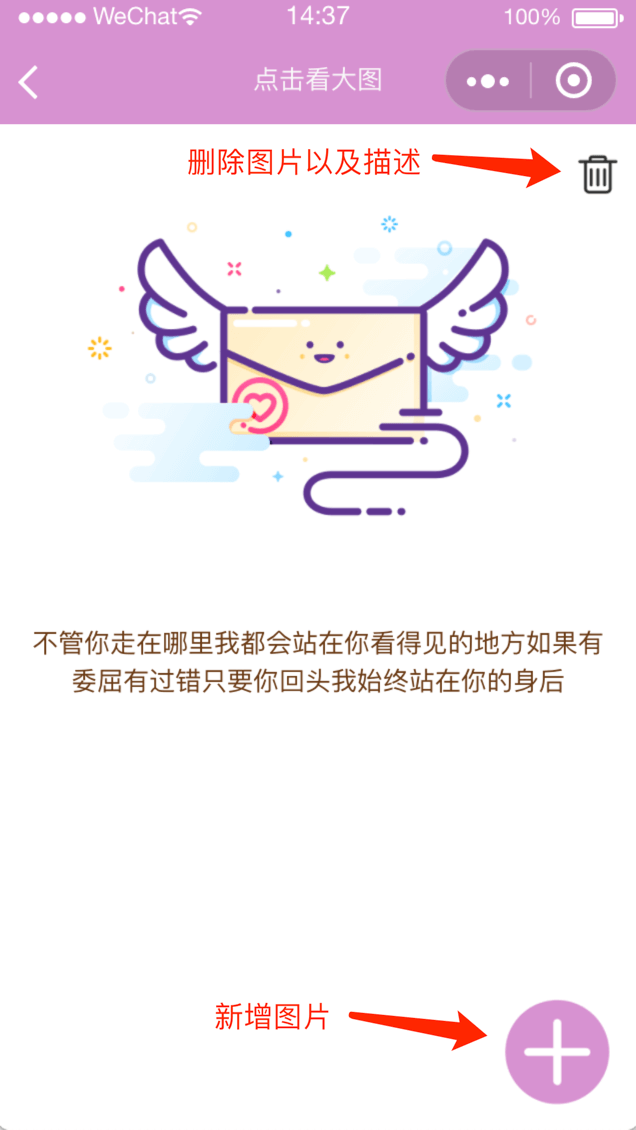 WeChat 14:37 100%
点击看大图
删除图片以及描述
不管你走在哪里我都会站在你看得见的地方如果有
委屈有过错只要你回头我始终站在你的身后
新增图片